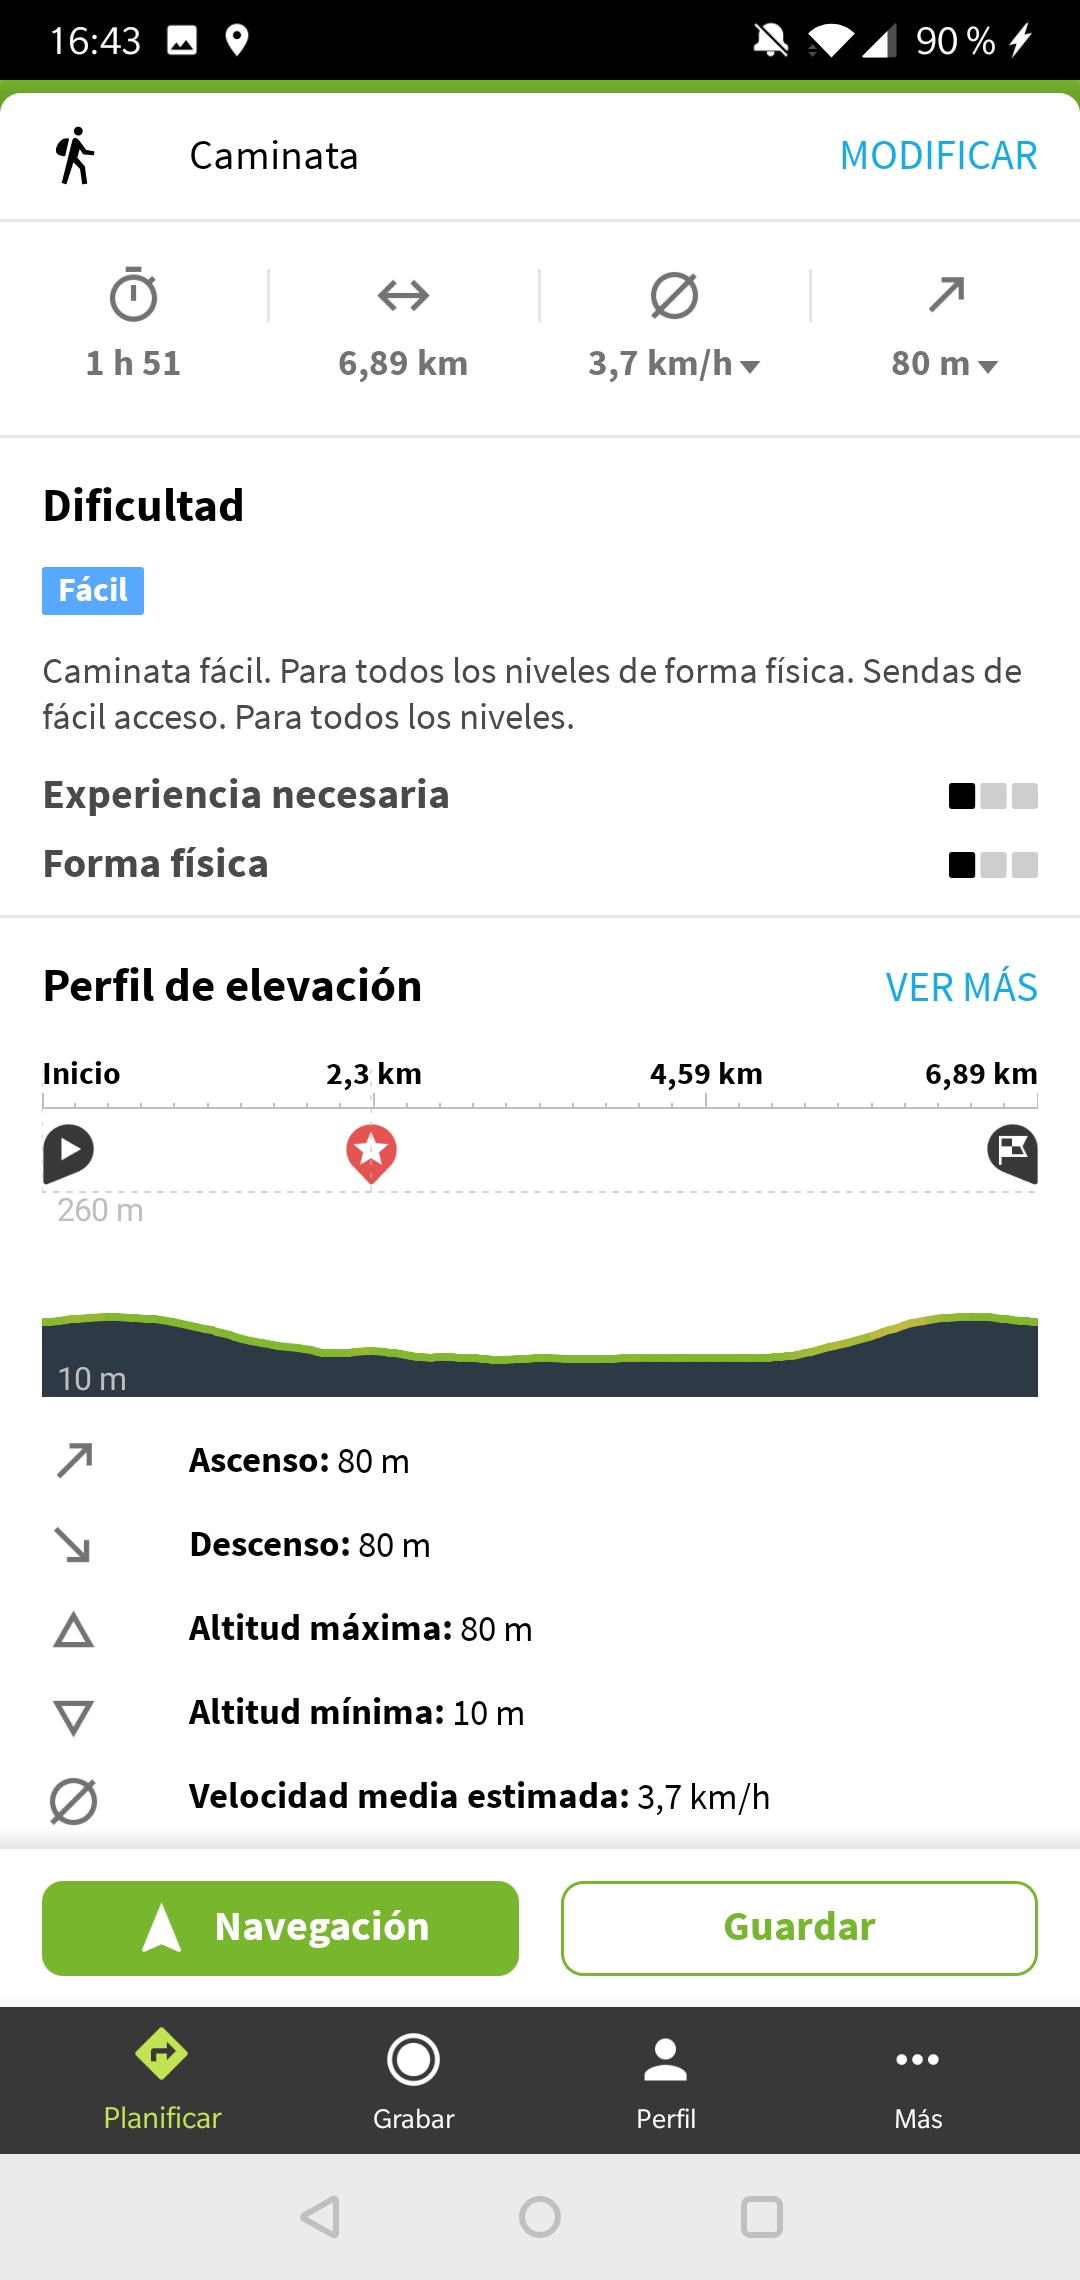 16:43
90 %
Caminata
MODIFICAR
1 h 51
6,89 km
3,7 km/h
80 m
Dificultad
Fácil
Caminata fácil. Para todos los niveles de forma física. Sendas de
fácil acceso. Para todos los niveles.
Experiencia necesaria
Forma física
Perfil de elevación
VER MÁS
Inicio
2,3 km
4,59 km
6,89 km
260 m
10 m
Ascenso: 80 m
Descenso: 80 m
Altitud máxima: 80 m
Altitud mínima: 10 m
Velocidad media estimada: 3,7 km/h
Navegación
Guardar
Planificar
Grabar
Perfil
Más